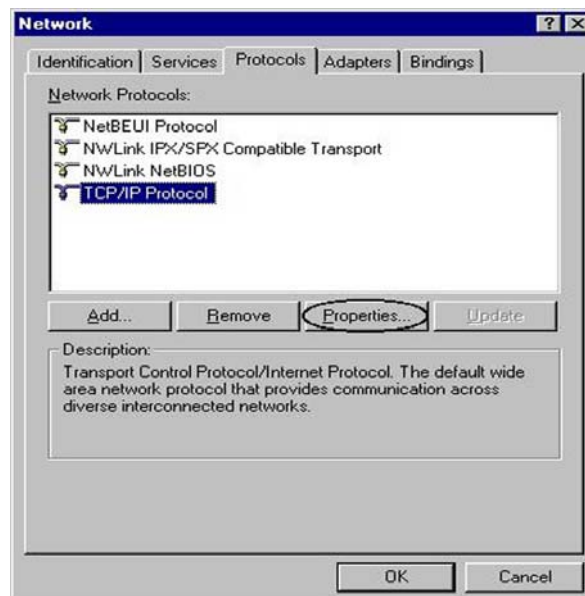 Network
Identification Services Protocols Adapters Bindings
Network Protocols:
NetBEUI Protocol
NWLink IPX/SPX Compatible Transport
NWLink NetBIOS
TCP/IP Protocol
Add... Remove Properties... Update
Description:
Transport Control Protocol/Internet Protocol. The default wide
area network protocol that provides communication across
diverse interconnected networks.
OK Cancel